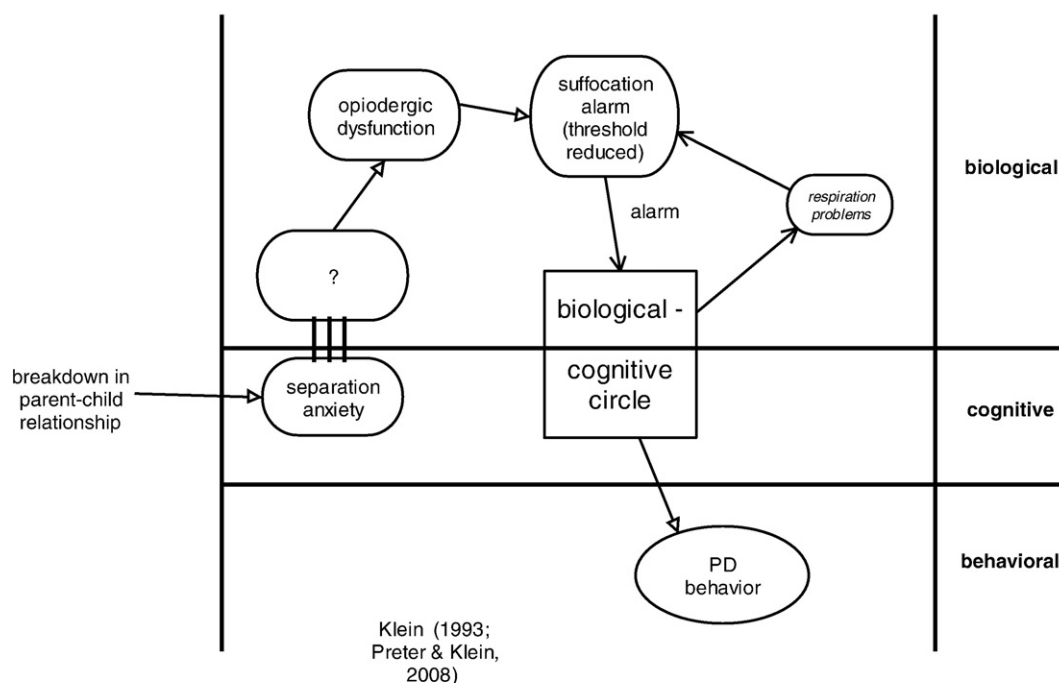 opiodergic
dysfunction
suffocation
alarm
(threshold
reduced)
biological
respiration
problems
alarm
?
biological -
cognitive
circle
breakdown in
parent-child
relationship
separation
anxiety
cognitive
behavioral
PD
behavior
Klein (1993;
Preter & Klein,
2008)